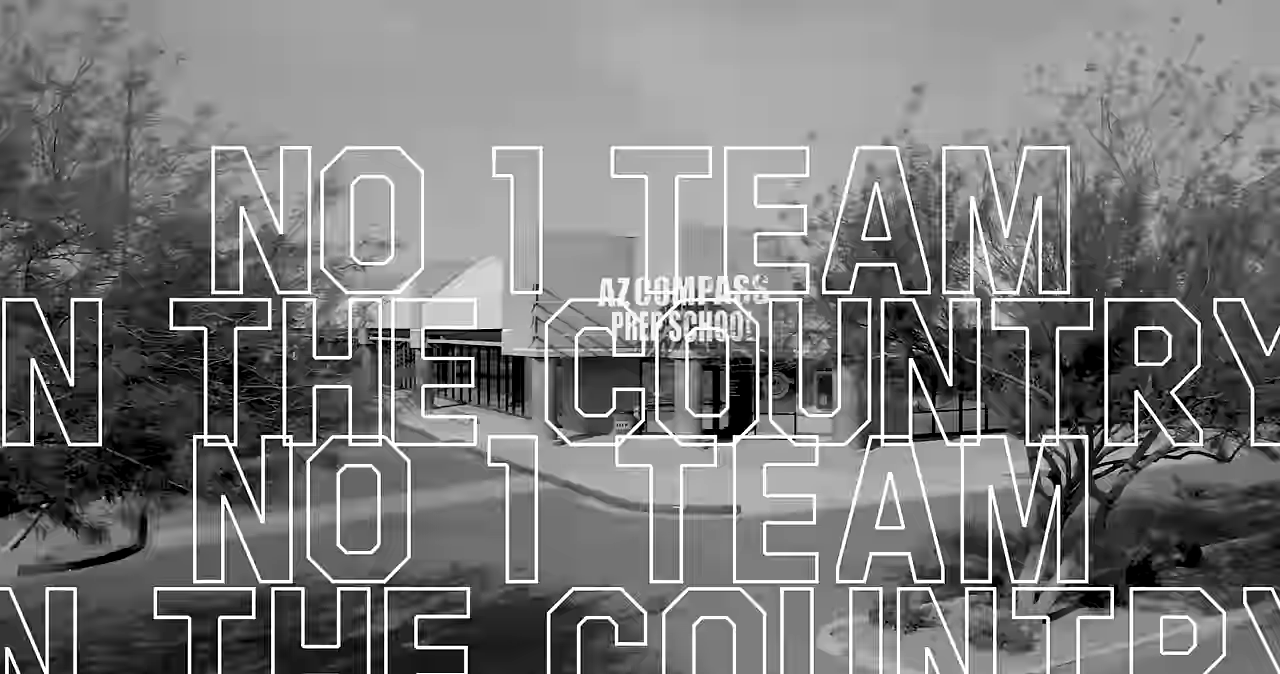 NO 1 TEAM
AZ COMPASS
PREP SCHOOL
N THE COUNTRY
NO 1 TEAM
N THE COUNTRY